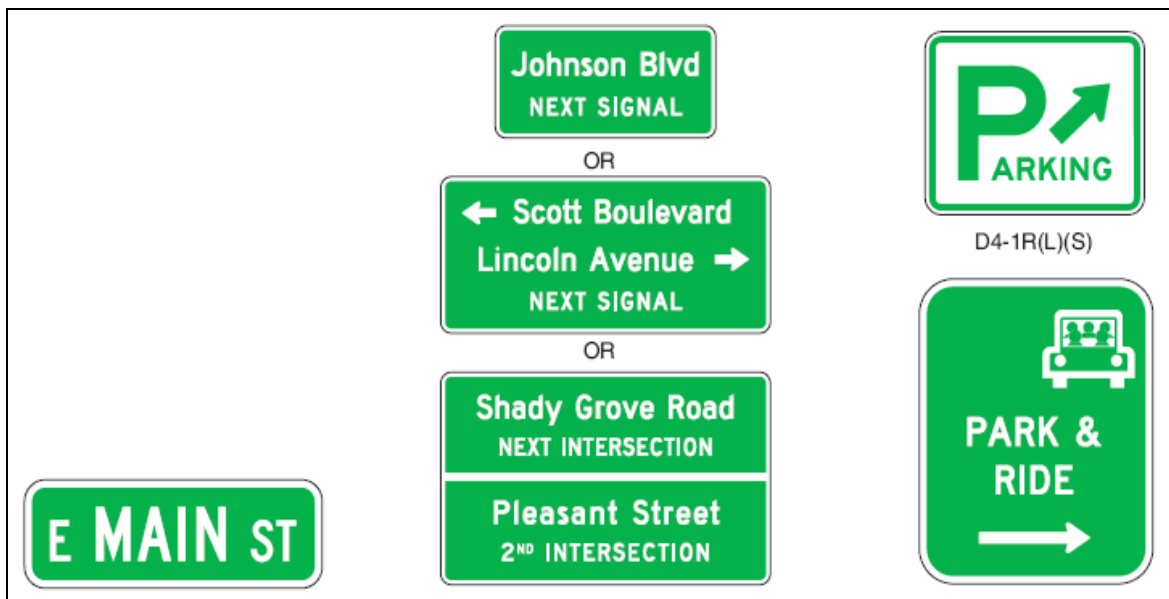 Johnson Blvd
NEXT SIGNAL
OR
Scott Boulevard
Lincoln Avenue
NEXT SIGNAL
OR
Shady Grove Road
NEXT INTERSECTION
Pleasant Street
2ND INTERSECTION
E MAIN ST
PARKING
D4-1R(L)(S)
PARK &
RIDE